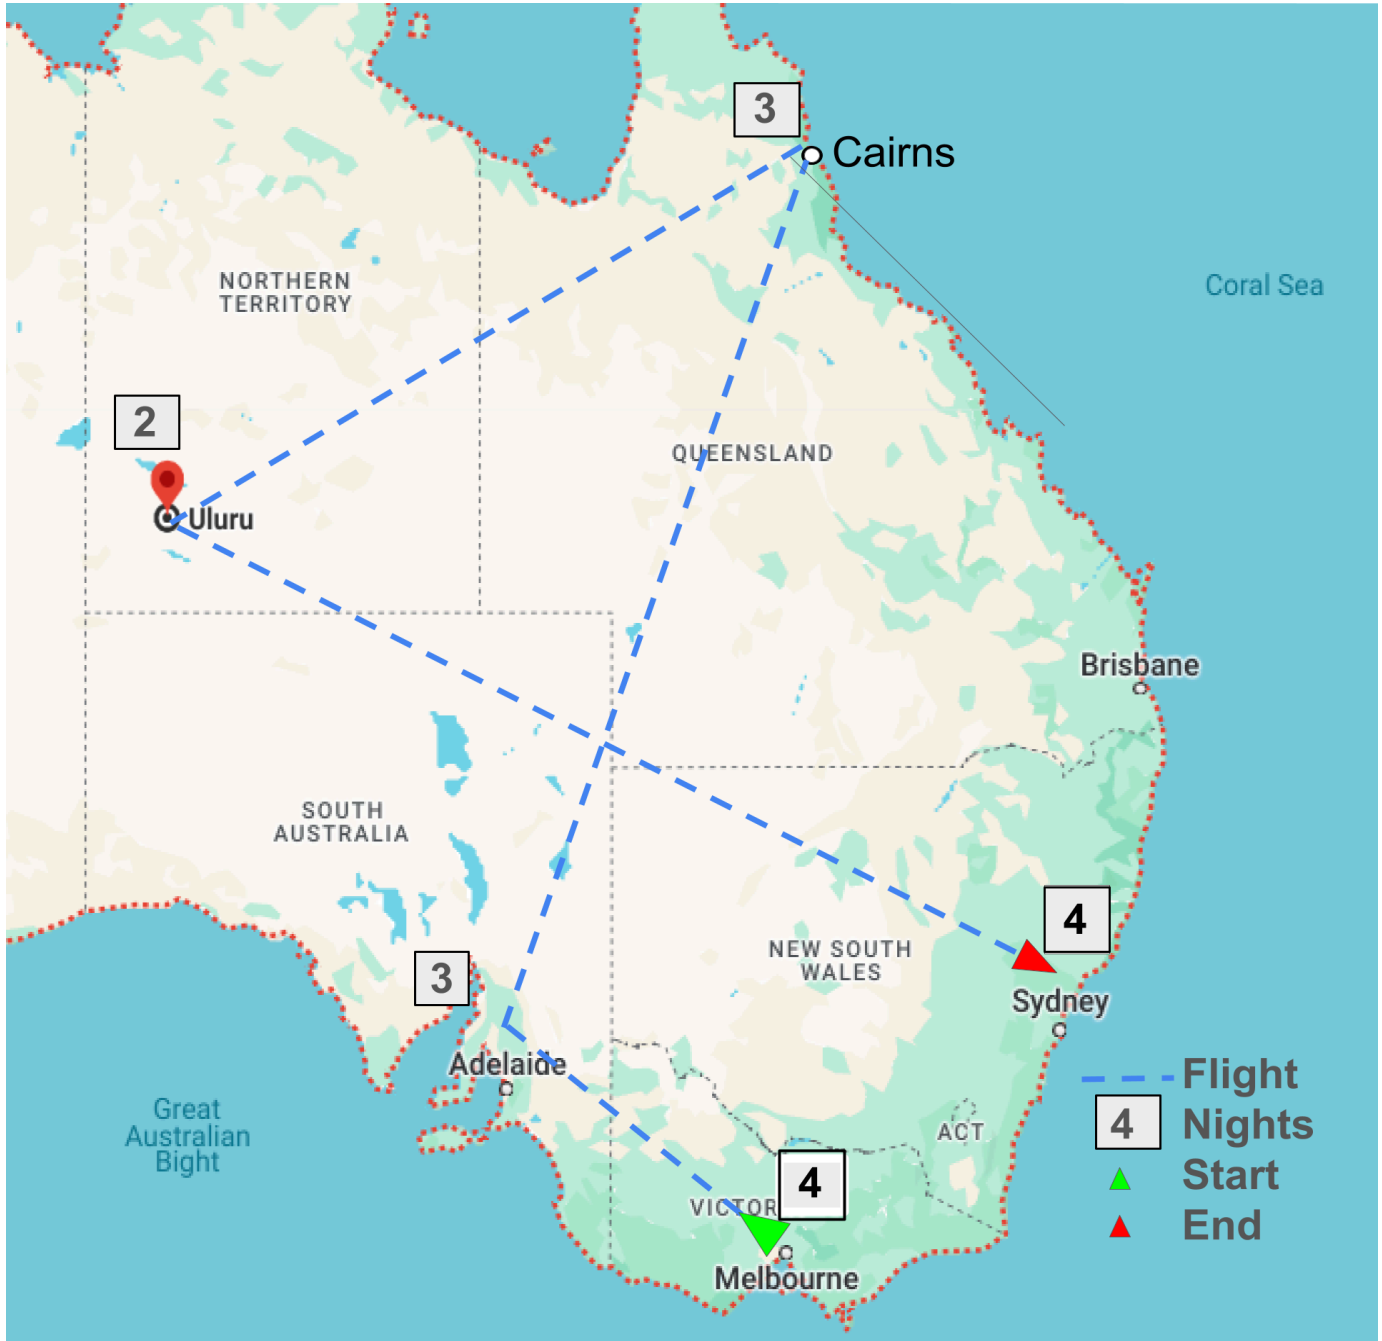 3
Cairns
NORTHERN
TERRITORY
Coral Sea
2
QUEENSLAND
Uluru
Brisbane
SOUTH
AUSTRALIA
4
NEW SOUTH
WALES
3
Sydney
Adelaide
Flight
Great
Australian
Bight
4 Nights
ACT
4
Start
VICTOR
End
Melbourne